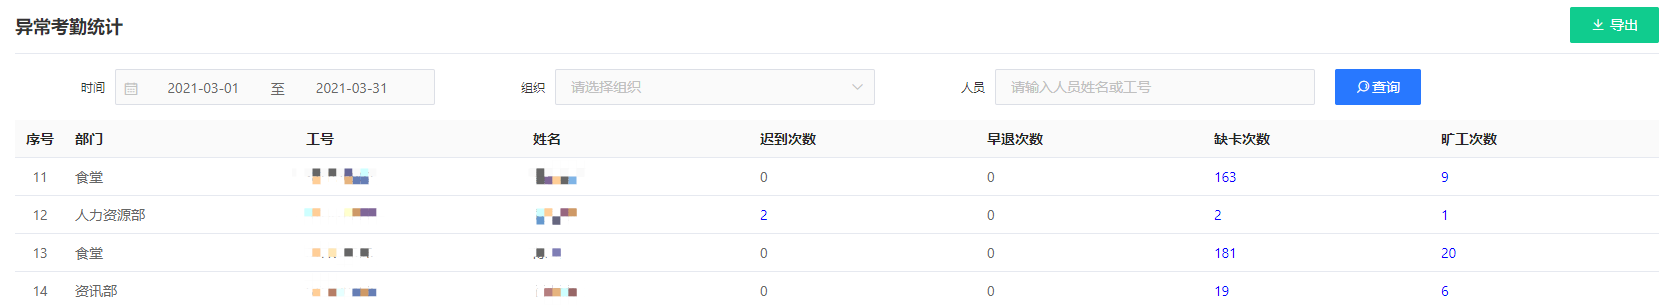 异常考勤统计
导出
时间 2021-03-01 至 2021-03-31 组织 请选择组织 人员 请输入人员姓名或工号 查询
序号 部门 工号 姓名 迟到次数 早退次数 缺卡次数 旷工次数
11 食堂 0 0 163 9
12 人力资源部 2 0 2 1
13 食堂 0 0 181 20
14 资讯部 0 0 19 6